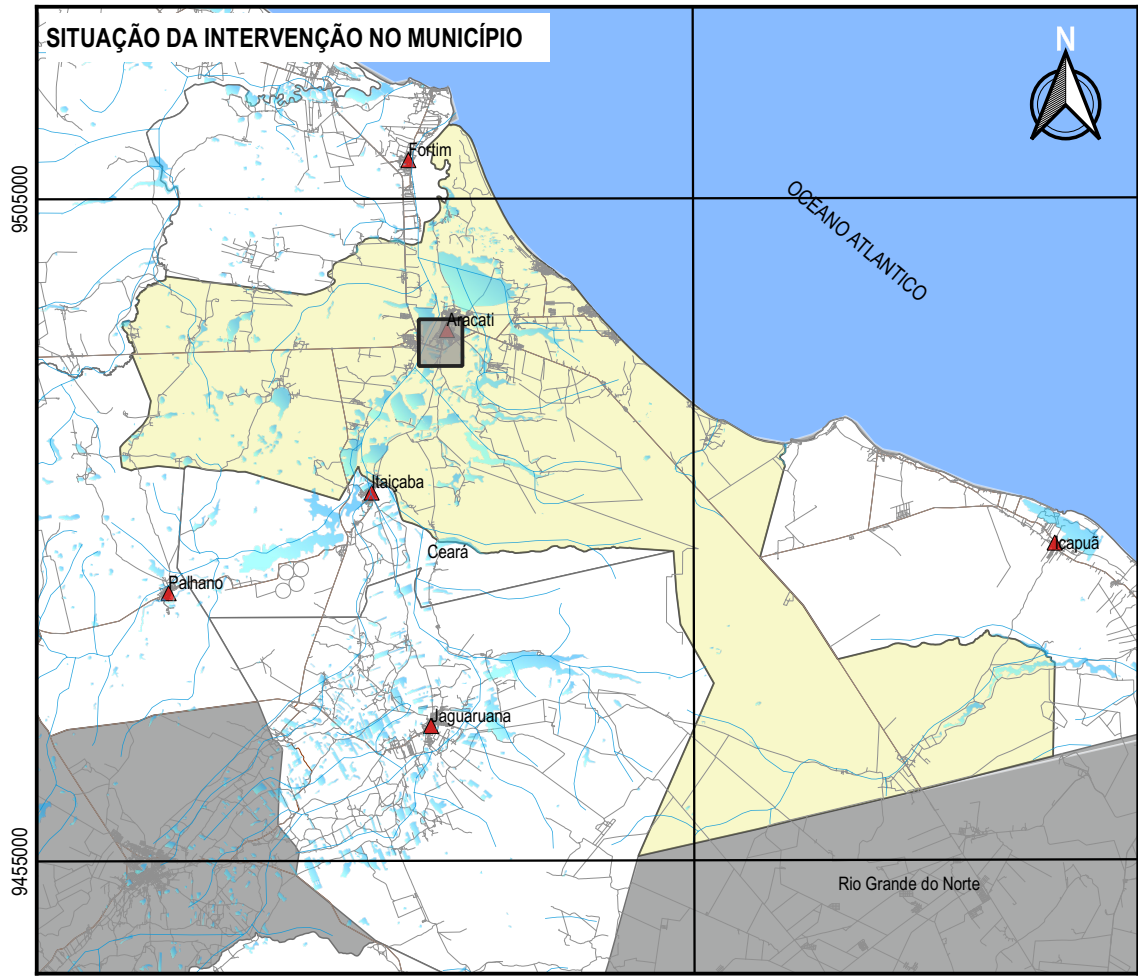 SITUAÇÃO DA INTERVENÇÃO NO MUNICÍPIO
N
Fortim
9505000
OCEANO ATLANTICO
Aracati
Itaiçaba
Ceará
Icapuã
Palhano
Jaguaruana
9455000
Rio Grande do Norte